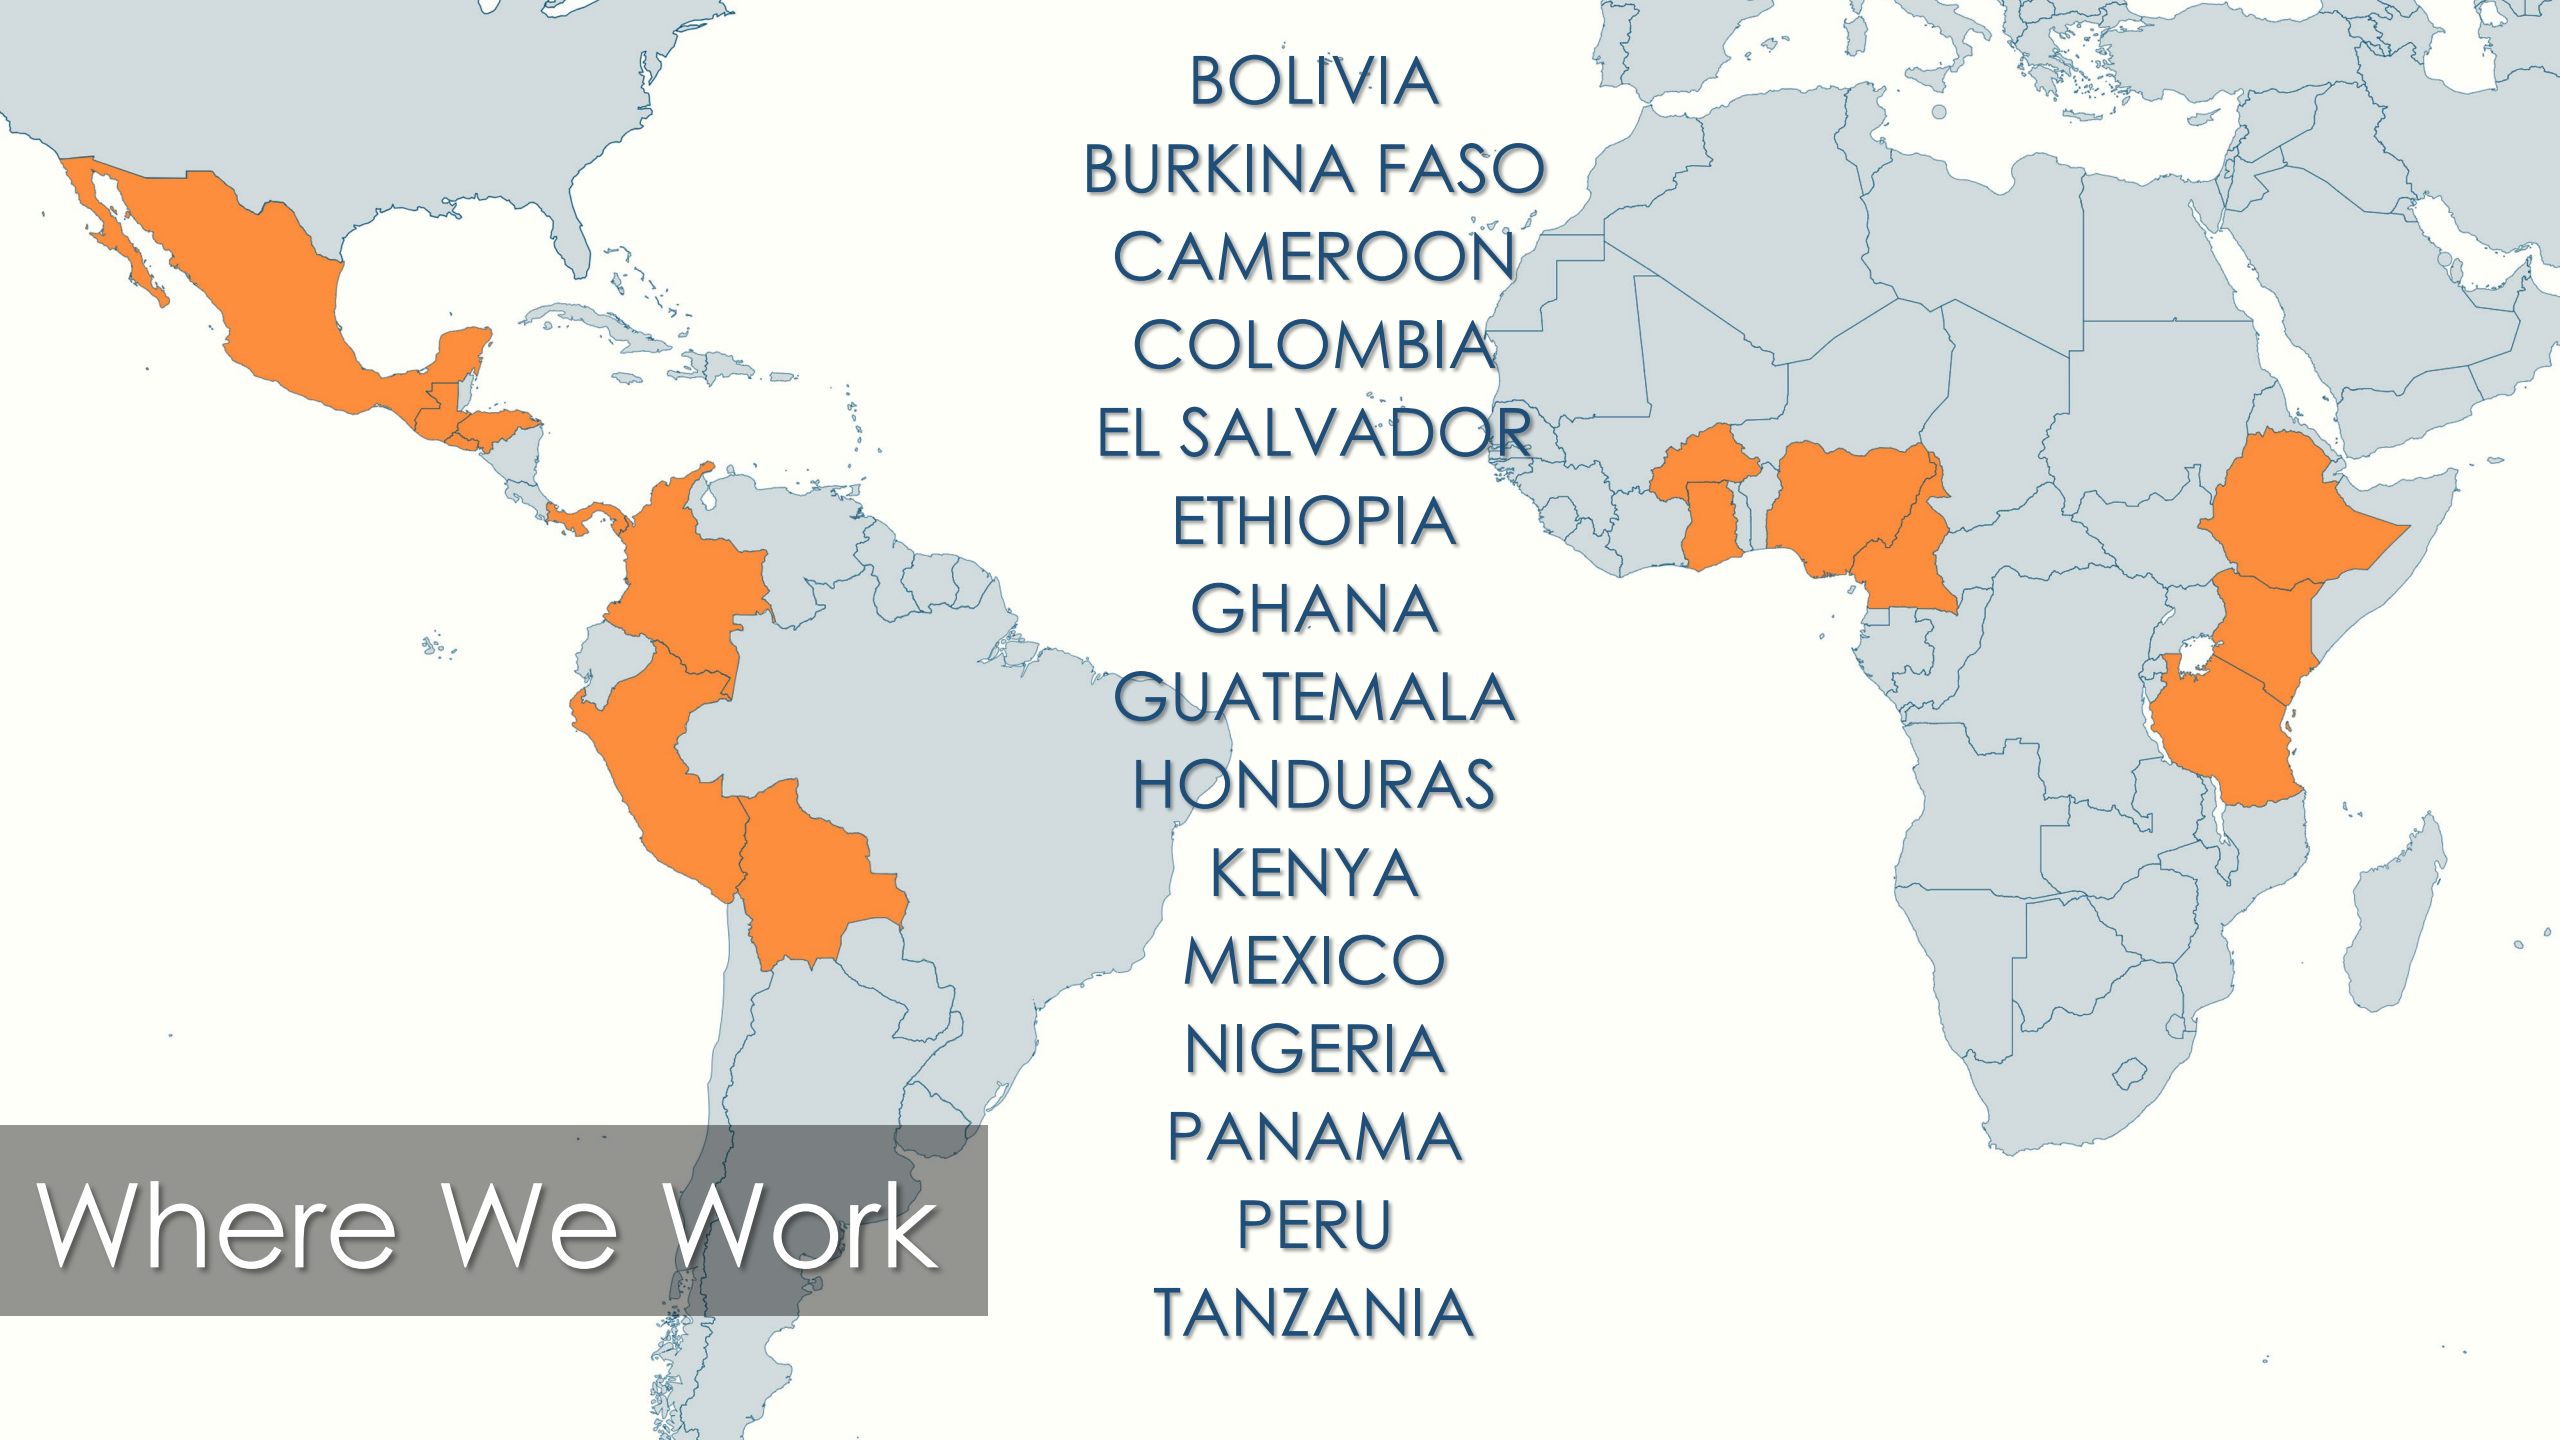 BOLIVIA
BURKINA FASO
CAMEROON
COLOMBIA
EL SALVADOR
ETHIOPIA
GHANA
GUATEMALA
HONDURAS
KENYA
MEXICO
NIGERIA
PANAMA
PERU
TANZANIA
Where We Work